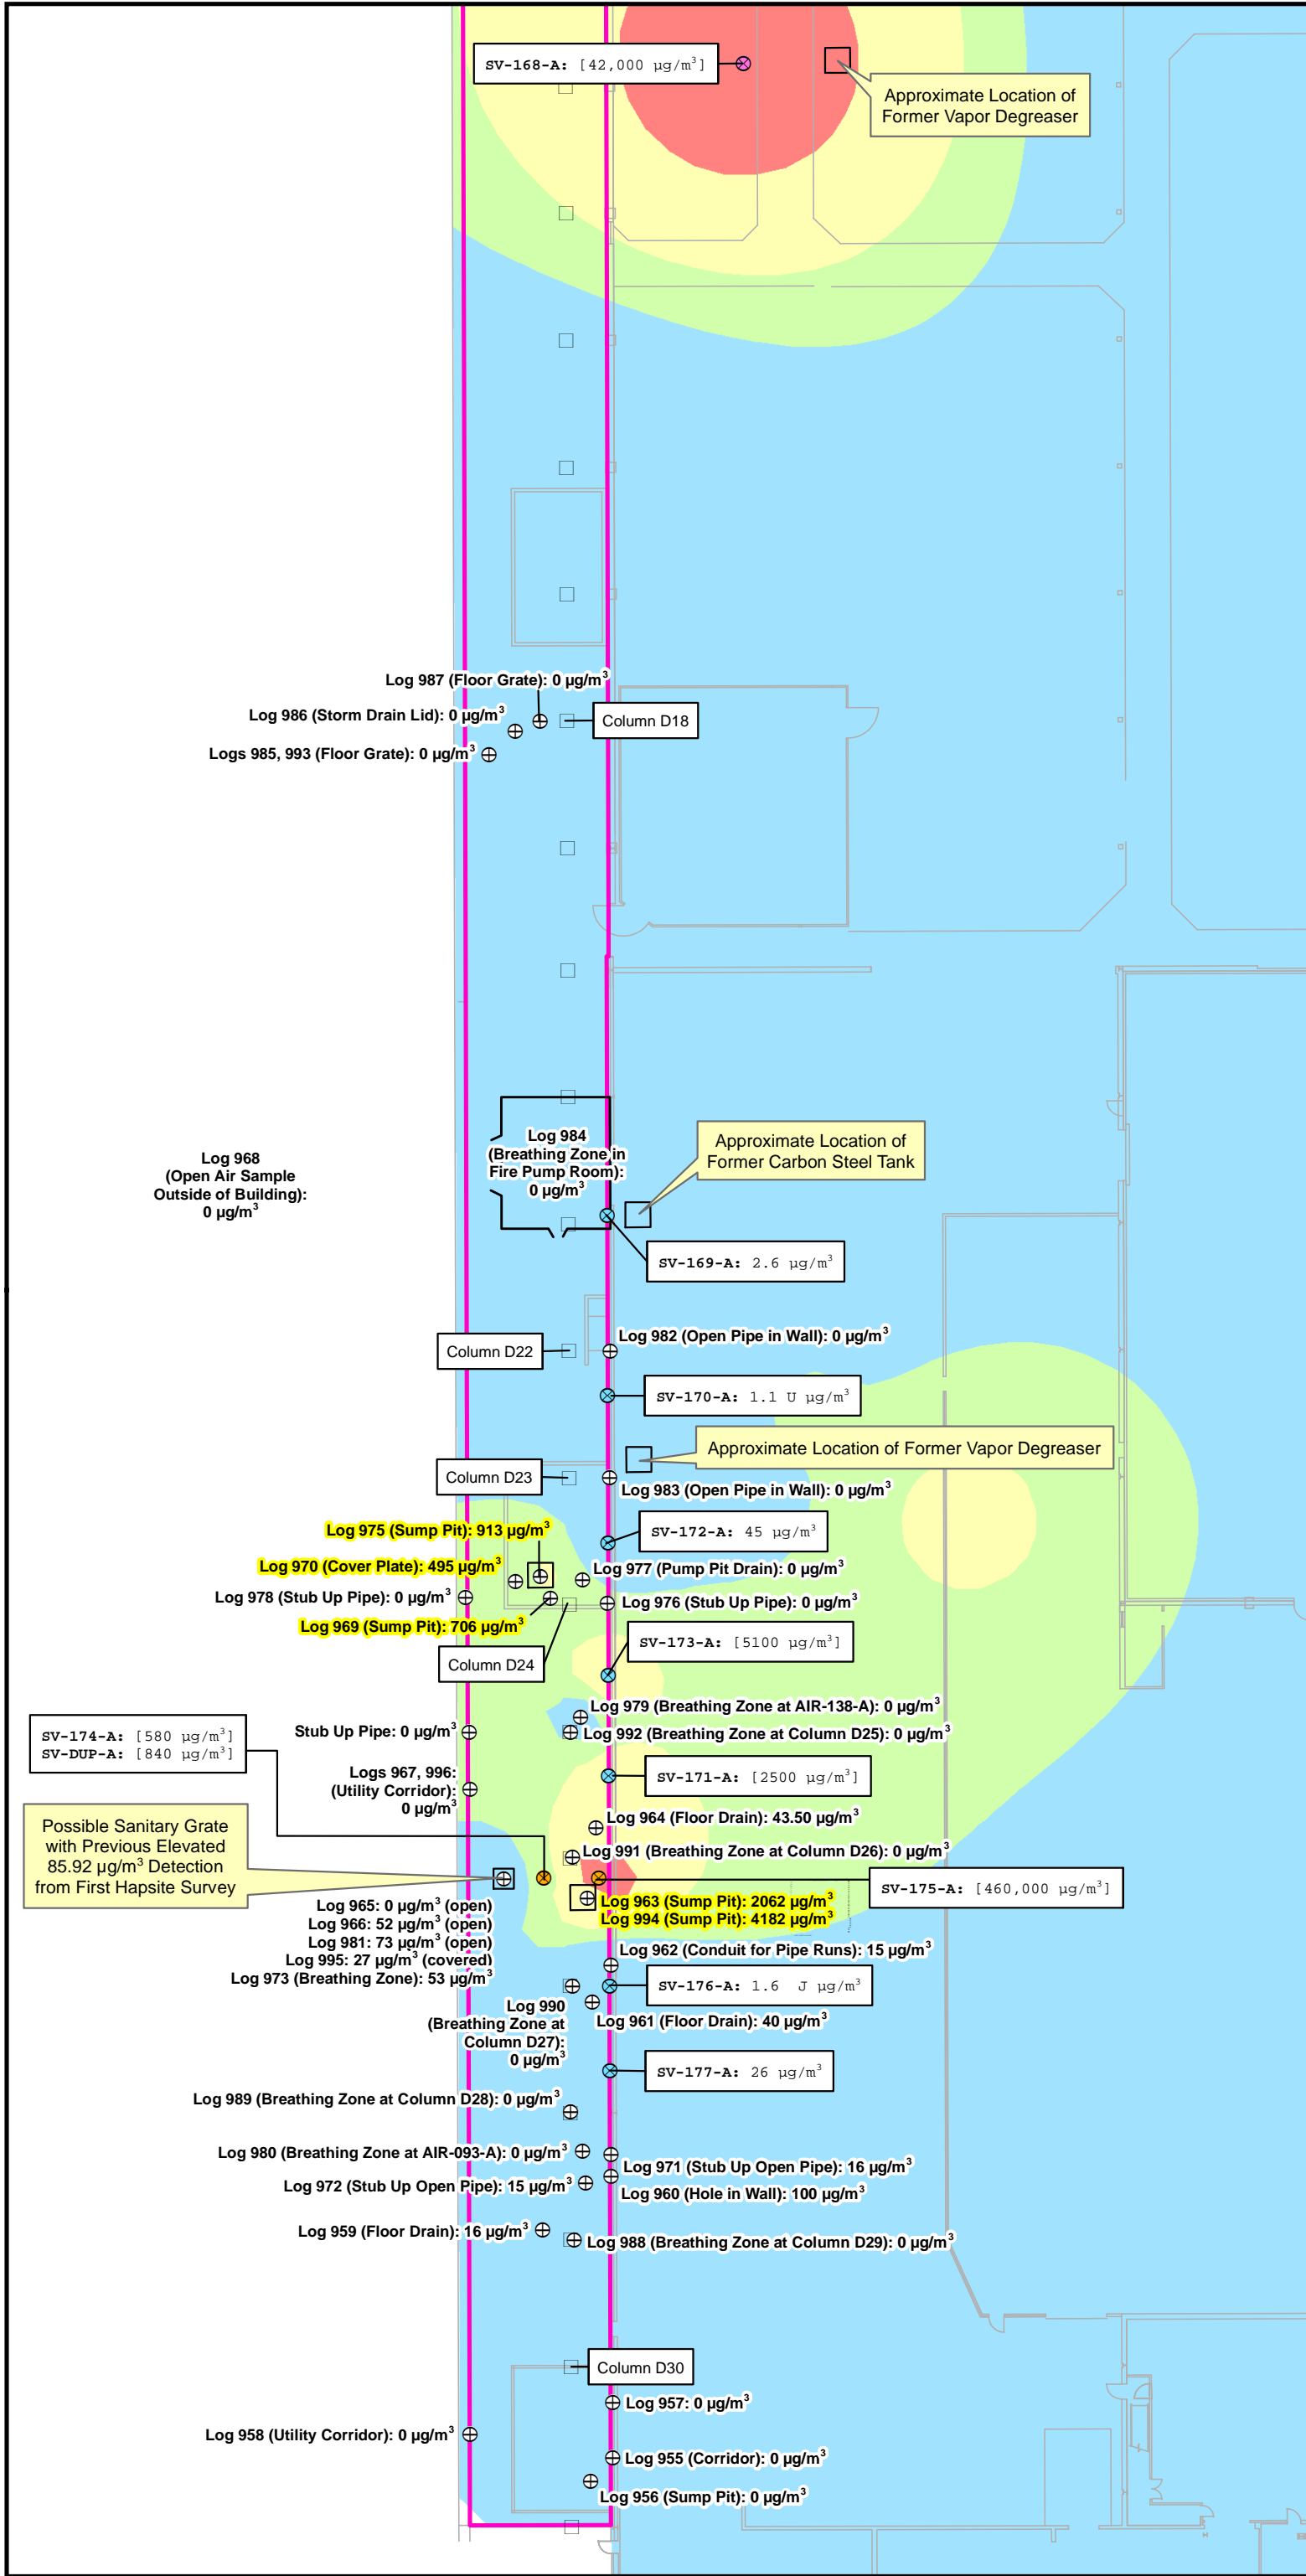 SV-168-A: [42,000 µg/m³]
Approximate Location of
Former Vapor Degreaser
Log 987 (Floor Grate): 0 µg/m³
Log 986 (Storm Drain Lid): 0 µg/m³
Column D18
Logs 985, 993 (Floor Grate): 0 µg/m³
Log 984
(Breathing Zone in
Fire Pump Room):
0 µg/m³
Approximate Location of
Former Carbon Steel Tank
Log 968
(Open Air Sample
Outside of Building):
0 µg/m³
SV-169-A: 2.6 µg/m³
Log 982 (Open Pipe in Wall): 0 µg/m³
Column D22
SV-170-A: 1.1 U µg/m³
Approximate Location of Former Vapor Degreaser
Column D23
Log 983 (Open Pipe in Wall): 0 µg/m³
Log 975 (Sump Pit): 913 µg/m³
SV-172-A: 45 µg/m³
Log 970 (Cover Plate): 495 µg/m³
Log 977 (Pump Pit Drain): 0 µg/m³
Log 978 (Stub Up Pipe): 0 µg/m³
Log 976 (Stub Up Pipe): 0 µg/m³
Log 969 (Sump Pit): 706 µg/m³
SV-173-A: [5100 µg/m³]
Column D24
Log 979 (Breathing Zone at AIR-138-A): 0 µg/m³
Stub Up Pipe: 0 µg/m³
Log 992 (Breathing Zone at Column D25): 0 µg/m³
SV-174-A: [580 µg/m³]
SV-DUP-A: [840 µg/m³]
Logs 967, 996:
(Utility Corridor):
0 µg/m³
SV-171-A: [2500 µg/m³]
Log 964 (Floor Drain): 43.50 µg/m³
Possible Sanitary Grate
with Previous Elevated
85.92 µg/m³ Detection
from First Hapsite Survey
Log 991 (Breathing Zone at Column D26): 0 µg/m³
SV-175-A: [460,000 µg/m³]
Log 963 (Sump Pit): 2062 µg/m³
Log 994 (Sump Pit): 4182 µg/m³
Log 965: 0 µg/m³ (open)
Log 966: 52 µg/m³ (open)
Log 981: 73 µg/m³ (open)
Log 995: 27 µg/m³ (covered)
Log 973 (Breathing Zone): 53 µg/m³
Log 962 (Conduit for Pipe Runs): 15 µg/m³
SV-176-A: 1.6 J µg/m³
Log 990
(Breathing Zone at
Column D27):
0 µg/m³
Log 961 (Floor Drain): 40 µg/m³
SV-177-A: 26 µg/m³
Log 989 (Breathing Zone at Column D28): 0 µg/m³
Log 980 (Breathing Zone at AIR-093-A): 0 µg/m³
Log 971 (Stub Up Open Pipe): 16 µg/m³
Log 972 (Stub Up Open Pipe): 15 µg/m³
Log 960 (Hole in Wall): 100 µg/m³
Log 959 (Floor Drain): 16 µg/m³
Log 988 (Breathing Zone at Column D29): 0 µg/m³
Column D30
Log 957: 0 µg/m³
Log 958 (Utility Corridor): 0 µg/m³
Log 955 (Corridor): 0 µg/m³
Log 956 (Sump Pit): 0 µg/m³